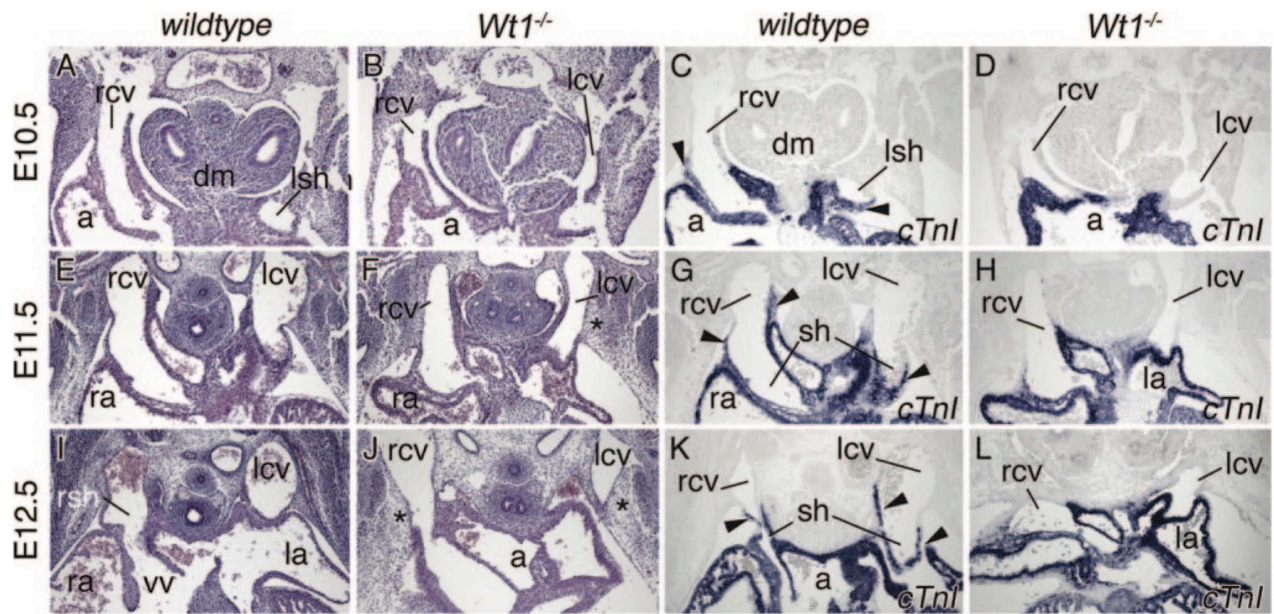 wildtype Wt1-/- wildtype Wt1-/-
E10.5
A rcv dm lsh a
B rcv lcv a
C rcv dm lsh a cTnI
D rcv lcv a cTnI
E11.5
E rcv lcv ra
F rcv lcv * ra
G rcv lcv sh ra cTnI
H rcv lcv la cTnI
E12.5
I lcv rsh la ra vv
J rcv lcv * * a
K rcv lcv sh a cTnI
L rcv lcv la cTnI